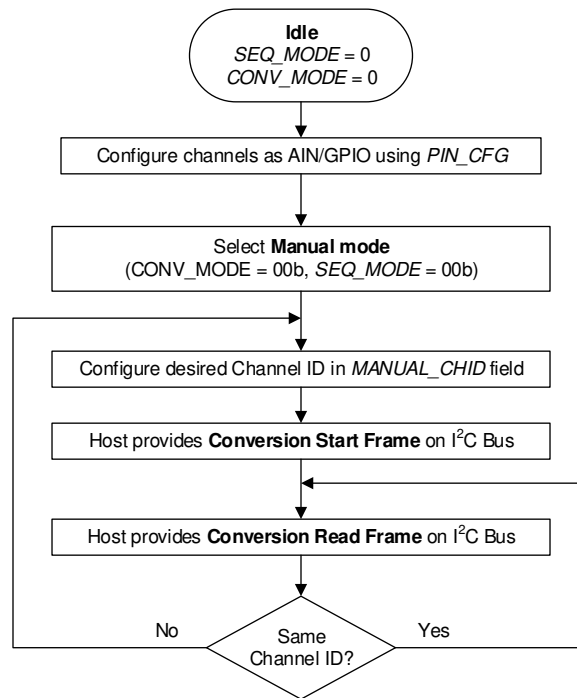 Idle
SEQ_MODE = 0
CONV_MODE = 0
Configure channels as AIN/GPIO using PIN_CFG
Select Manual mode
(CONV_MODE = 00b, SEQ_MODE = 00b)
Configure desired Channel ID in MANUAL_CHID field
Host provides Conversion Start Frame on I²C Bus
Host provides Conversion Read Frame on I²C Bus
No
Yes
Same
Channel ID?